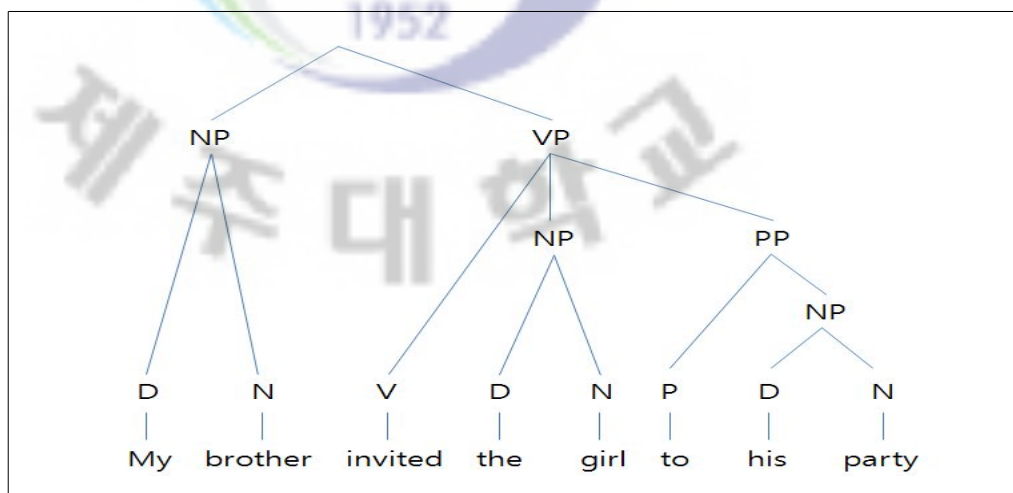 1952
제주대학교
NP VP
NP PP
NP
D N V D N P D N
My brother invited the girl to his party